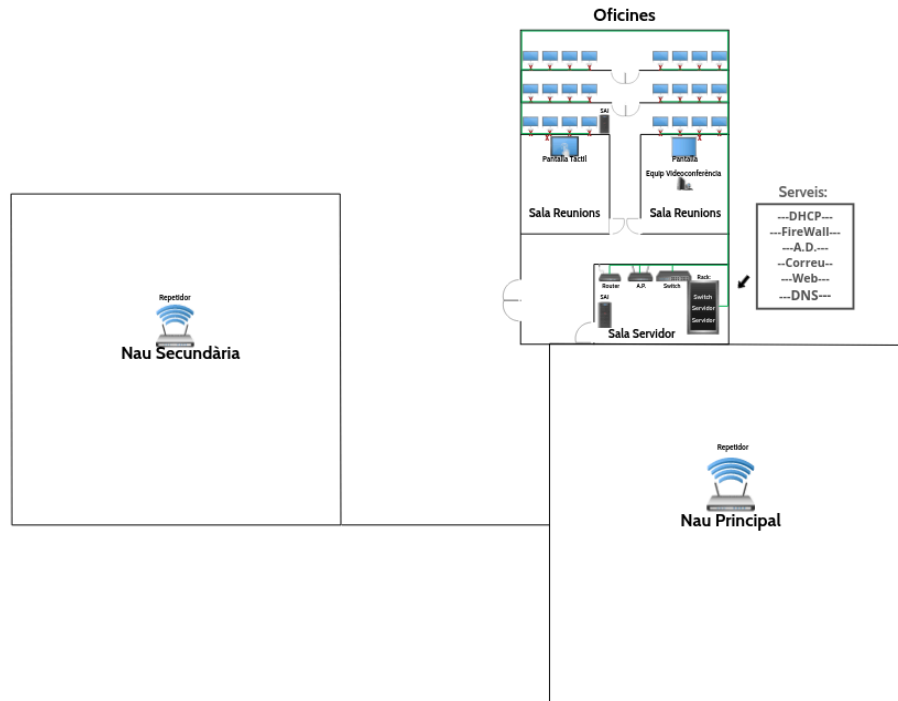 Oficines
SAI
Pantalla Tàctil
Pantalla
Equip Videoconferència
Sala Reunions
Sala Reunions
Serveis:
---DHCP---
---FireWall---
---A.D.---
--Correu--
---Web---
---DNS---
Router
A.P.
Switch
Rack:
SAI
Switch
Servidor
Servidor
Sala Servidor
Repetidor
Nau Secundària
Repetidor
Nau Principal